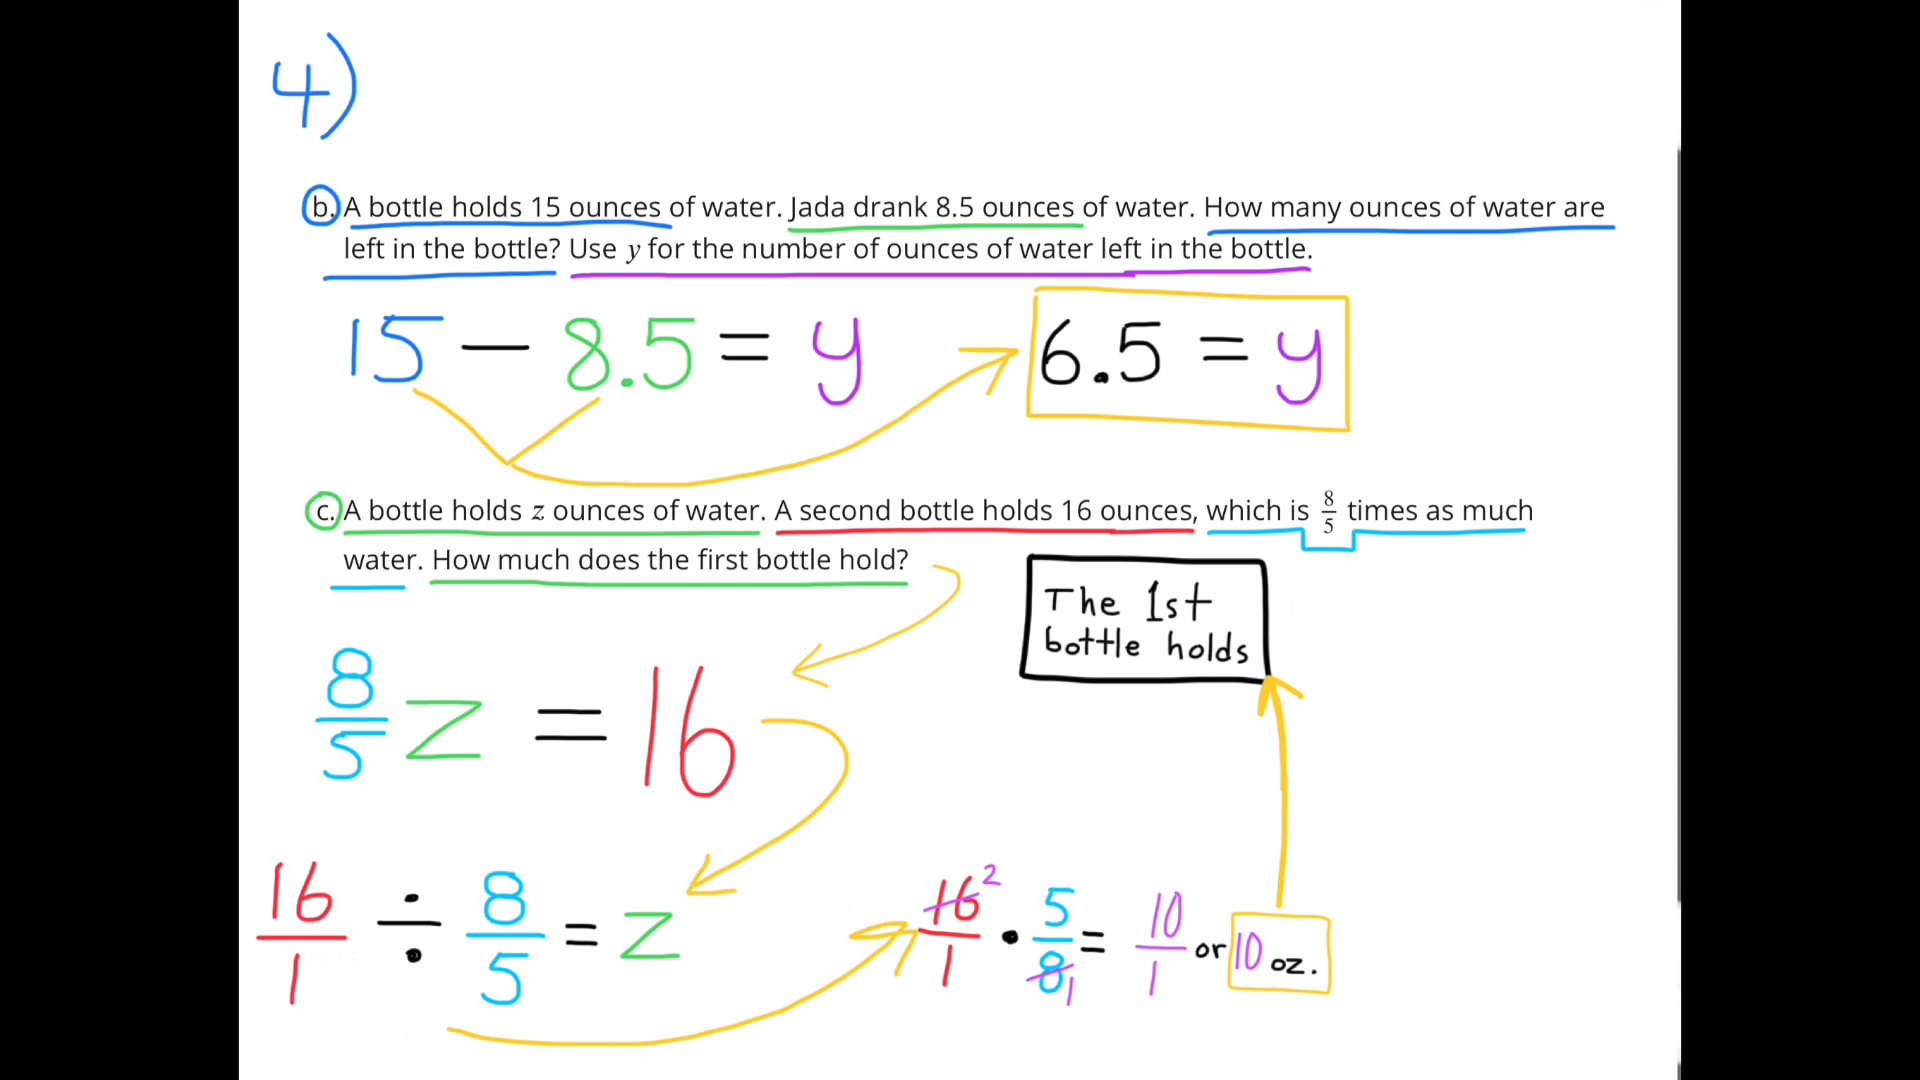 4)
b. A bottle holds 15 ounces of water. Jada drank 8.5 ounces of water. How many ounces of water are
left in the bottle? Use y for the number of ounces of water left in the bottle.
15 – 8.5 = y 6.5 = y
c. A bottle holds z ounces of water. A second bottle holds 16 ounces, which is 8/5 times as much
water. How much does the first bottle hold?
The 1st
bottle holds
8/5 z = 16
16/1 ÷ 8/5 = z
16/1 2 • 5/8 1 = 10/1 or 10 oz.